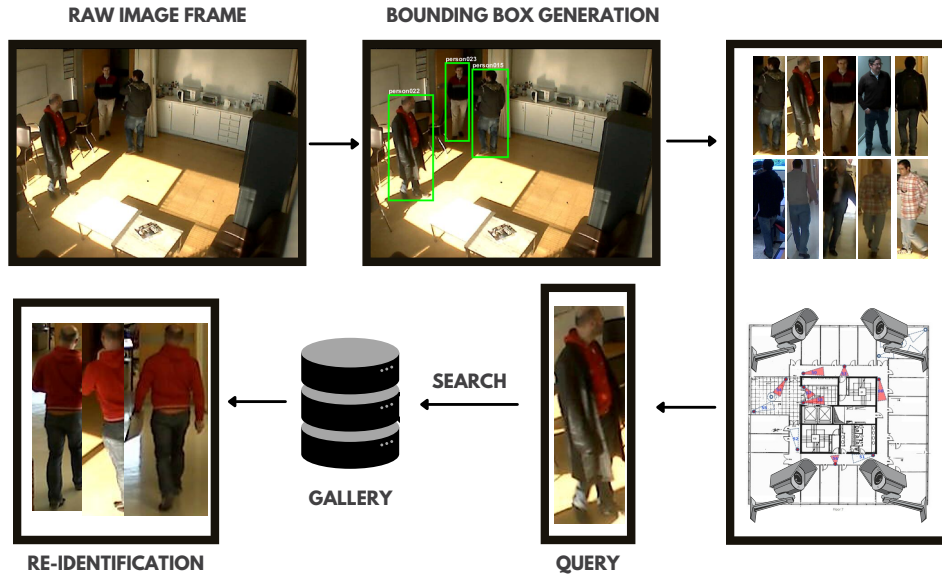 RAW IMAGE FRAME
BOUNDING BOX GENERATION
person023
person015
person022
SEARCH
GALLERY
RE-IDENTIFICATION
QUERY